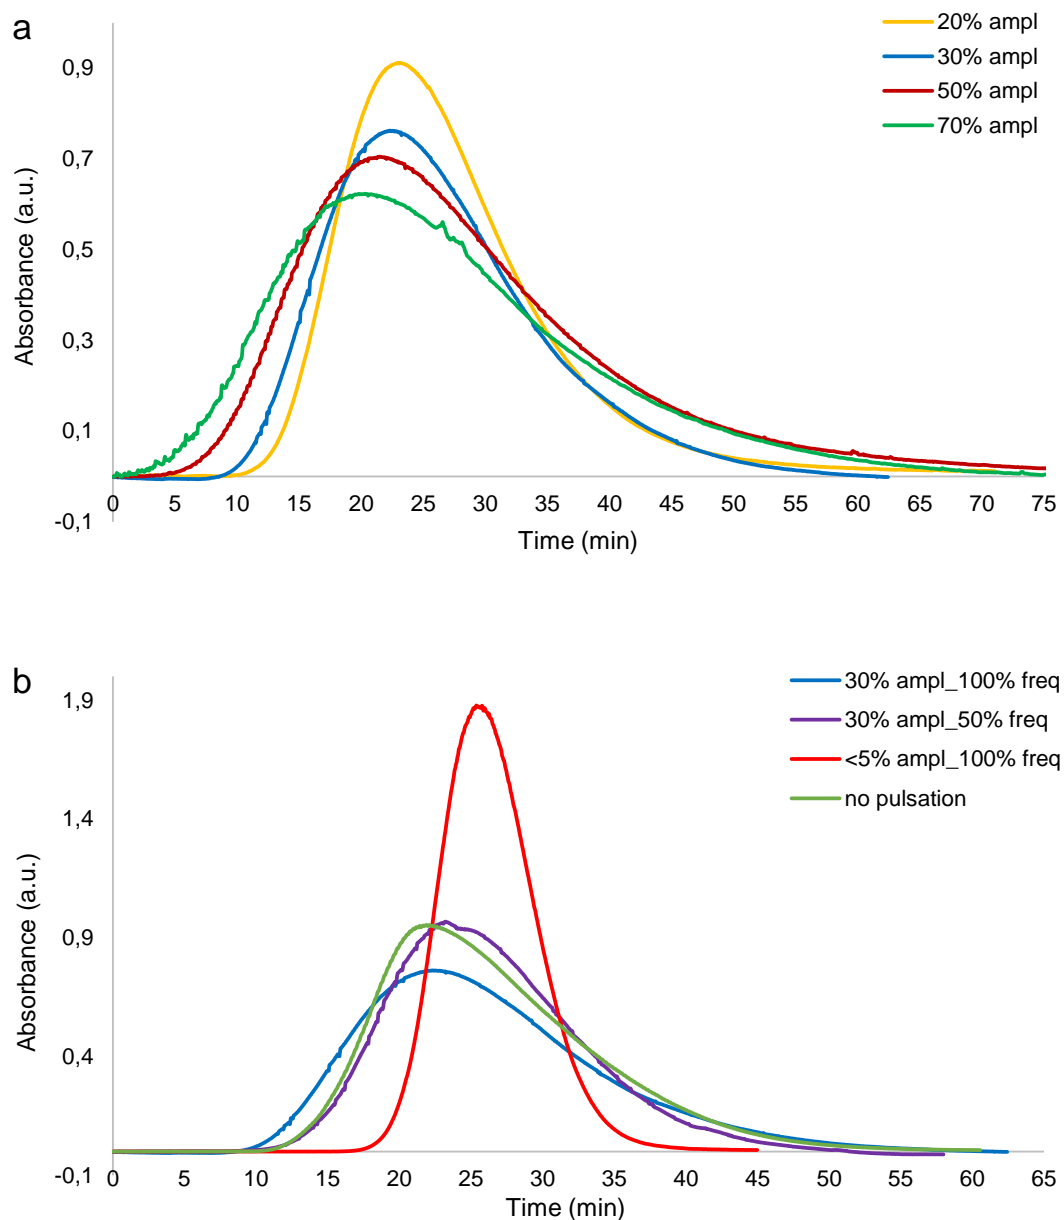 a
20% ampl
30% ampl
50% ampl
70% ampl
Absorbance (a.u.)
0,9
0,7
0,5
0,3
0,1
-0,1
0 5 10 15 20 25 30 35 40 45 50 55 60 65 70 75
Time (min)
b
30% ampl_100% freq
30% ampl_50% freq
<5% ampl_100% freq
no pulsation
Absorbance (a.u.)
1,9
1,4
0,9
0,4
-0,1
0 5 10 15 20 25 30 35 40 45 50 55 60 65
Time (min)